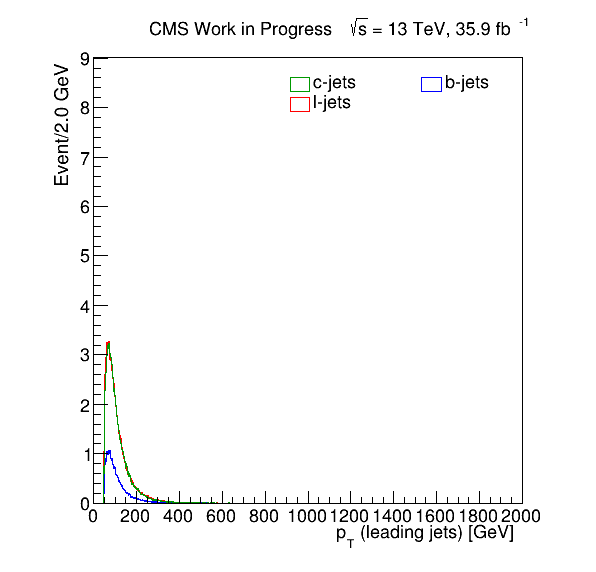 CMS Work in Progress √s = 13 TeV, 35.9 fb -1
Event/2.0 GeV
9
8
7
6
5
4
3
2
1
0
c-jets b-jets
l-jets
0 200 400 600 800 1000 1200 1400 1600 1800 2000
pT (leading jets) [GeV]